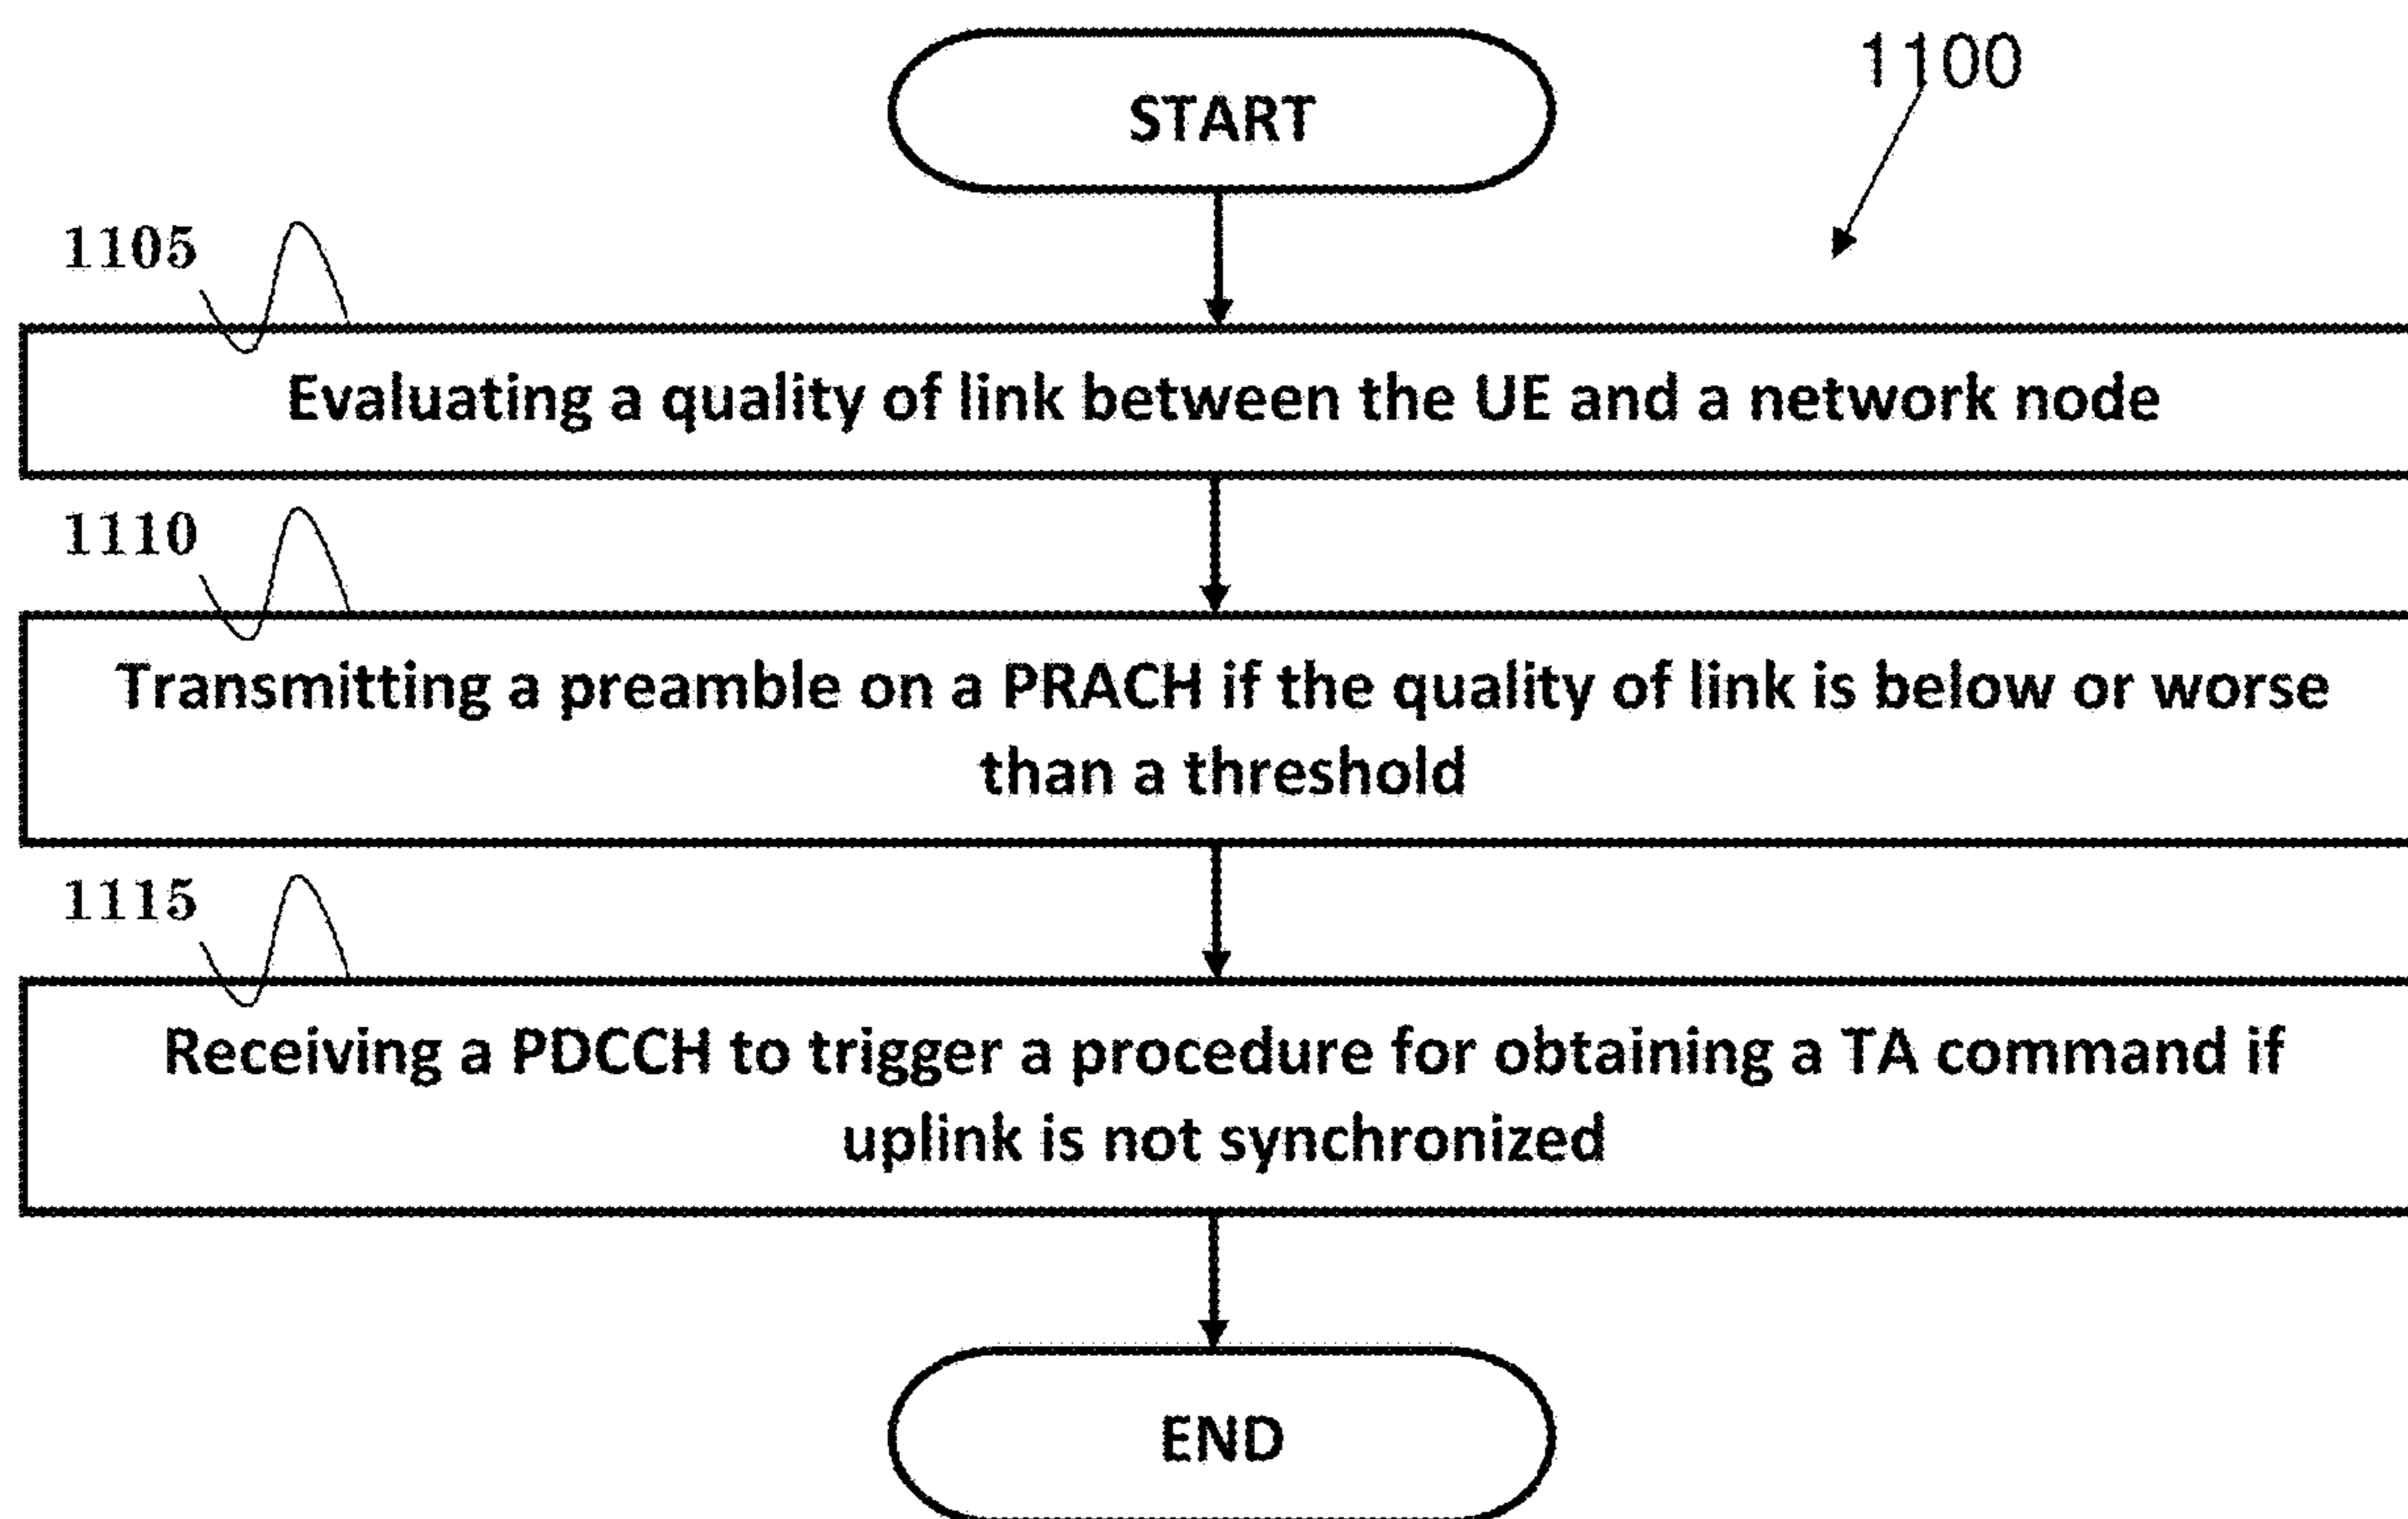 START
1100
1105
Evaluating a quality of link between the UE and a network node
1110
Transmitting a preamble on a PRACH if the quality of link is below or worse
than a threshold
1115
Receiving a PDCCH to trigger a procedure for obtaining a TA command if
uplink is not synchronized
END